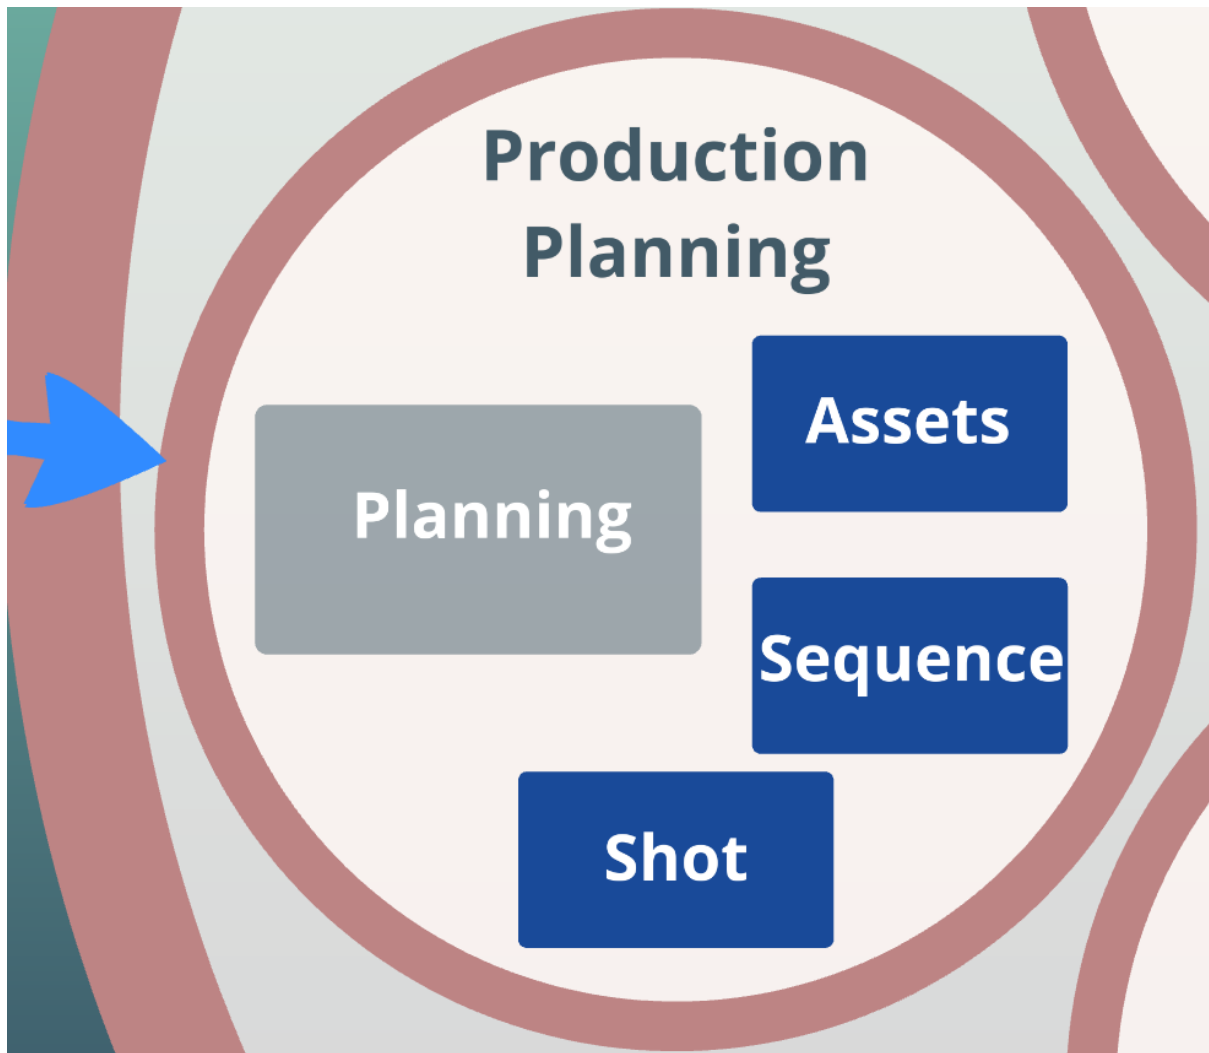 Production
Planning
Assets
Planning
Sequence
Shot